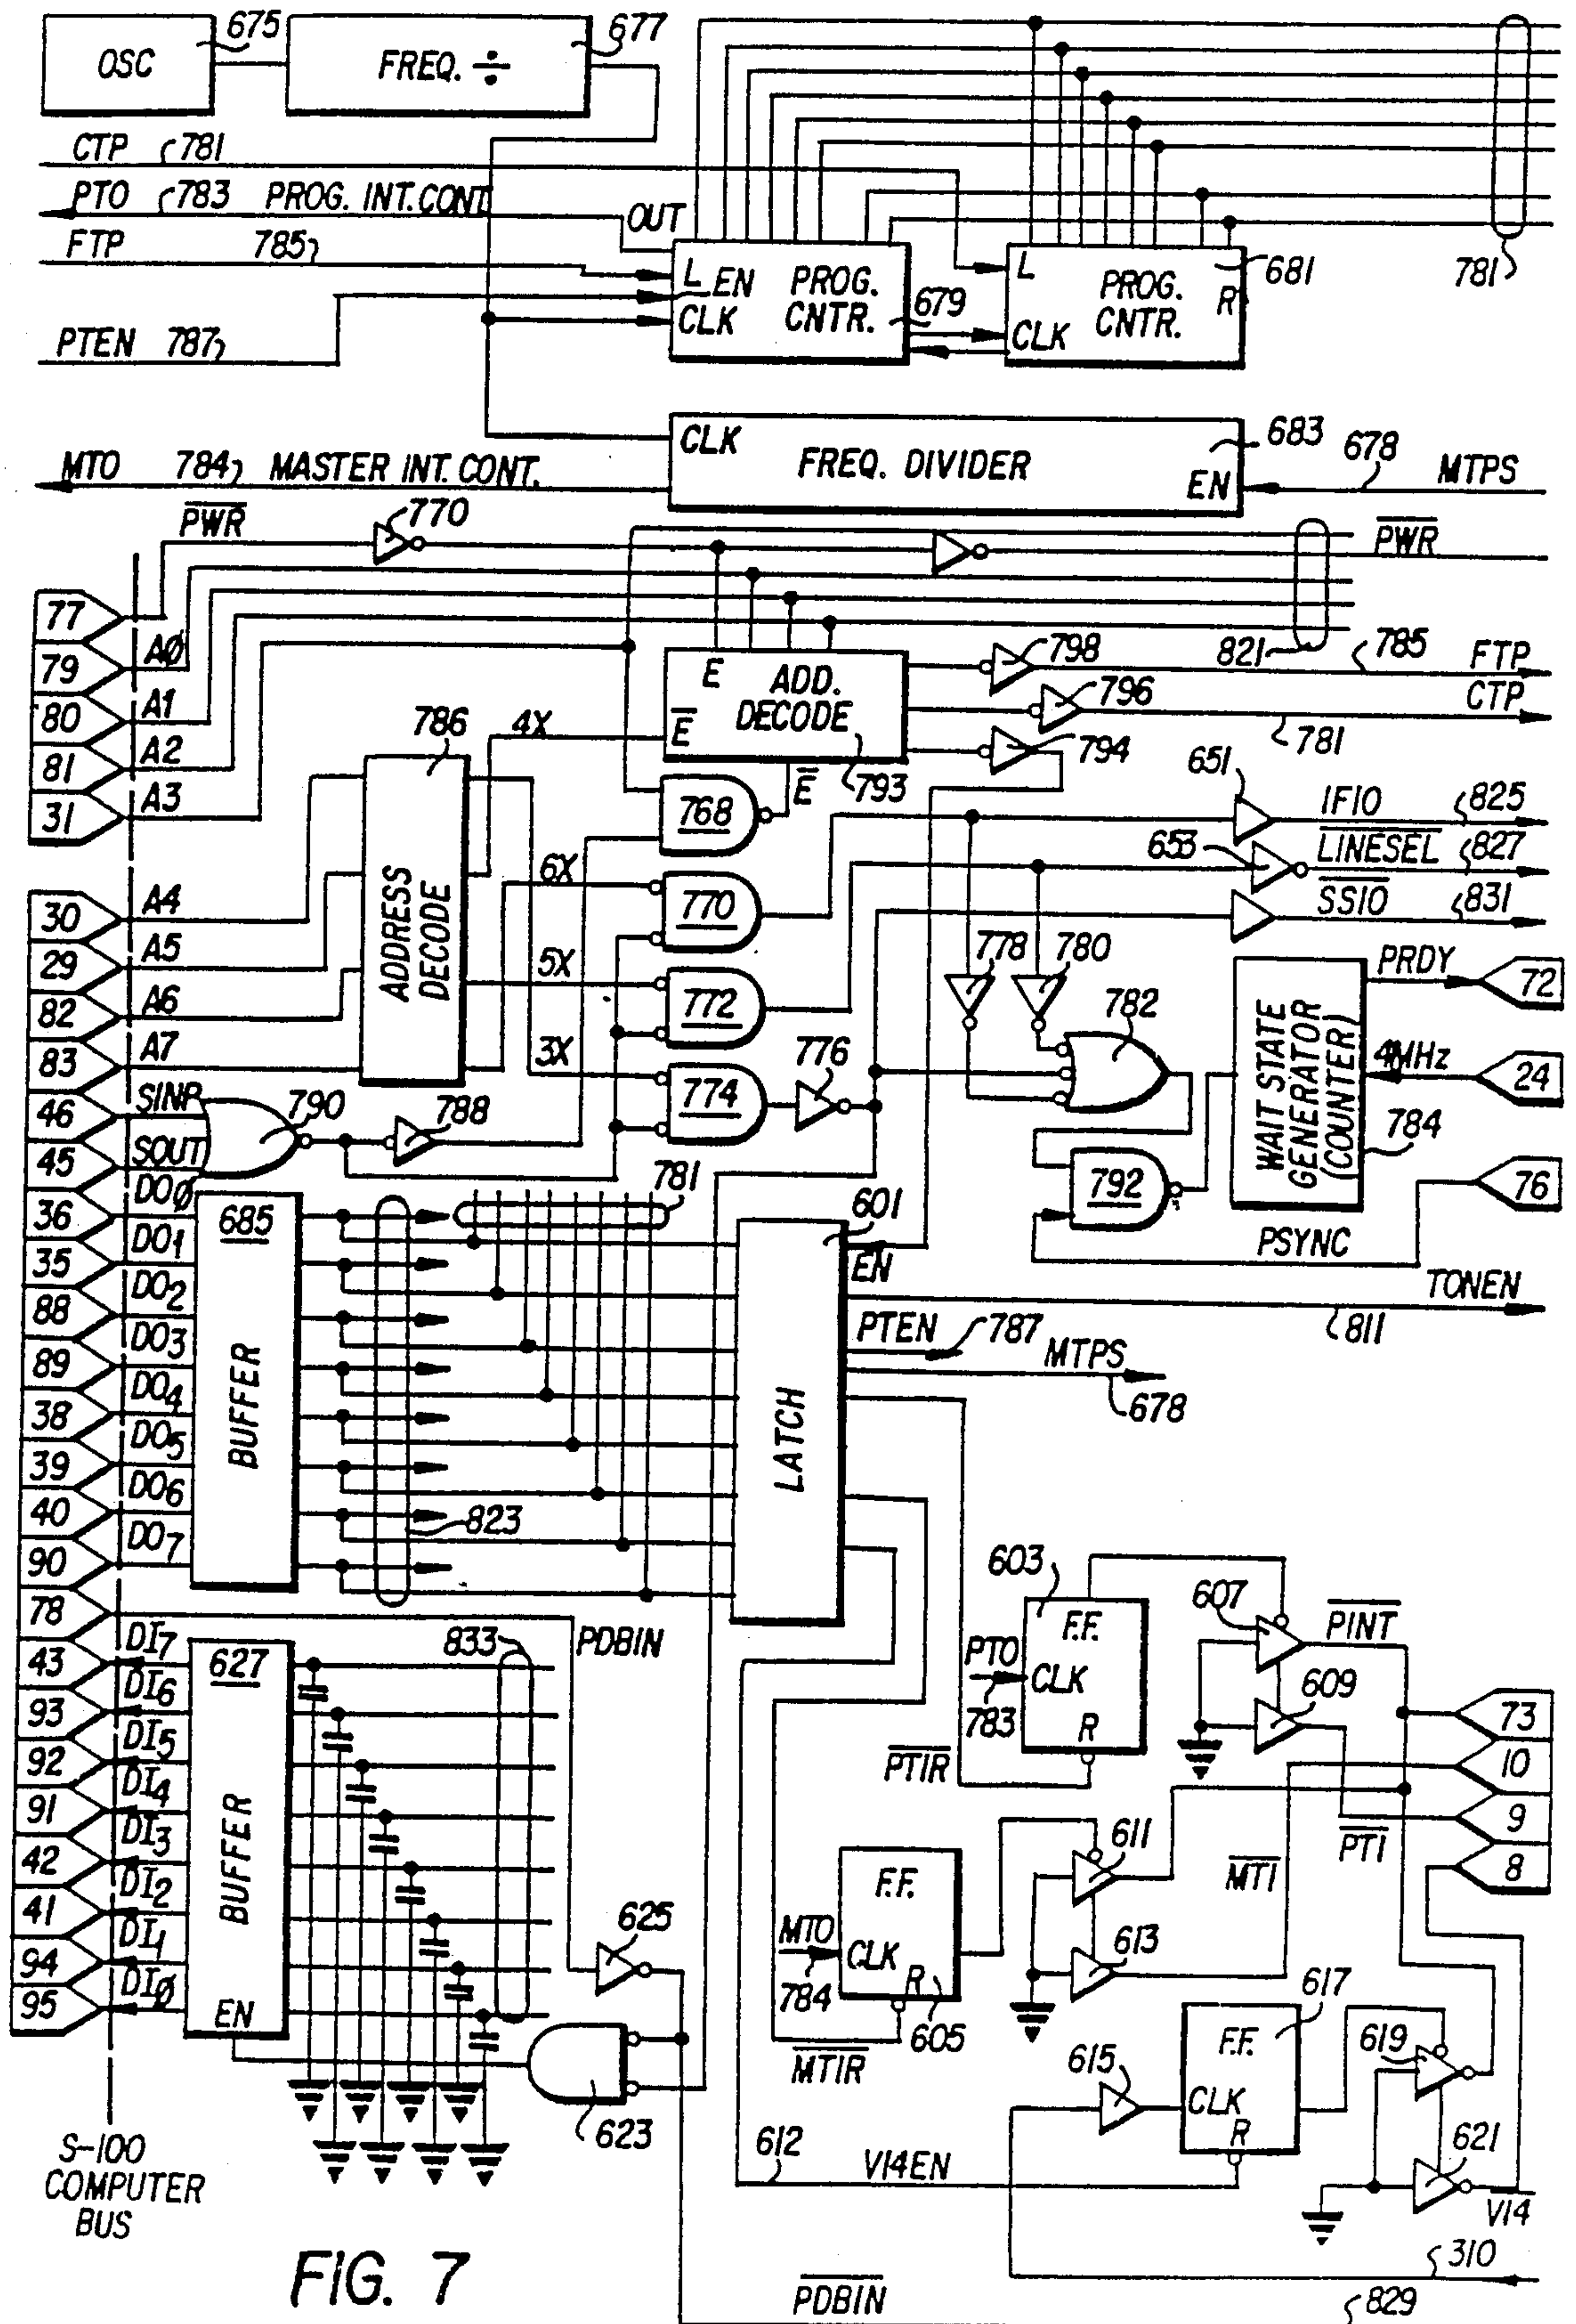 OSC 675 FREQ. ÷ 677
CTP 781
PTO 783 PROG. INT. CONT.
OUT
FTP 785
L EN CLK PROG. CNTR. 679
L CLK PROG. CNTR. R 681
781
PTEN 787
CLK FREQ. DIVIDER EN 683
678 MTPS
MTO 784 MASTER INT. CONT.
PWR 770 PWR
77
79 A0
80 A1
81 A2
31 A3
E ADD. DECODE E 793
E
798 821 785 FTP
796 781 CTP
794
786 4X
ADDRESS DECODE
768
651 IFIO 825
653 LINESEL 827
SSIO 831
30 A4
29 A5
82 A6
83 A7
6X 770
5X 772
3X 774 776
778 780 782
WAIT STATE GENERATOR (COUNTER) 784
PRDY 72
4MHz 24
76
PSYNC
792
46 SINP
45 SOUT
790 788
781
36 DO0
35 DO1
88 DO2
89 DO3
38 DO4
39 DO5
40 DO6
90 DO7
685 BUFFER
823
601 EN
LATCH
TONEN 811
PTEN 787
MTPS 678
78 PDBIN
43 DI7
93 DI6
92 DI5
91 DI4
42 DI3
41 DI2
94 DI1
95 DI0
627 BUFFER EN
833
603 F.F. CLK R
PTO 783
PTIR
607 PINT
609
73
10
9
8
PTI
MTI
F.F. CLK R 605
MTO 784
MTIR
611
613
625
623
615
617 F.F. CLK R
619
621
VI4
612 VI4EN
310
PDBIN 829
S-100 COMPUTER BUS
FIG. 7